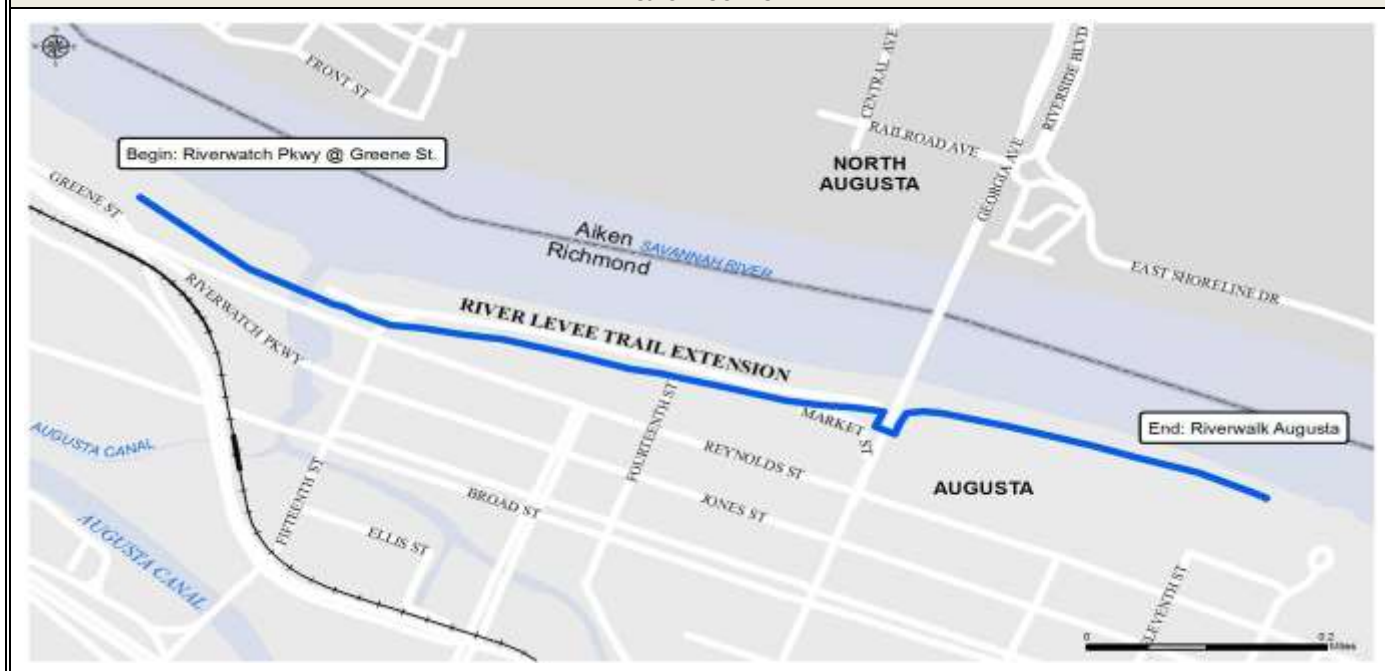 FRONT ST
CENTRAL AVE
RIVERSIDE BLVD
RAILROAD AVE
Begin: Riverwatch Pkwy @ Greene St.
NORTH
AUGUSTA
GEORGIA AVE
GREENE ST
Aiken
SAVANNAH RIVER
Richmond
EAST SHORELINE DR
RIVERWATCH PKWY
RIVER LEVEE TRAIL EXTENSION
MARKET ST
End: Riverwalk Augusta
AUGUSTA CANAL
FIFTEENTH ST
FOURTEENTH ST
REYNOLDS ST
AUGUSTA
BROAD ST
JONES ST
ELLIS ST
AUGUSTA CANAL
ELEVENTH ST
0
0.2
Miles